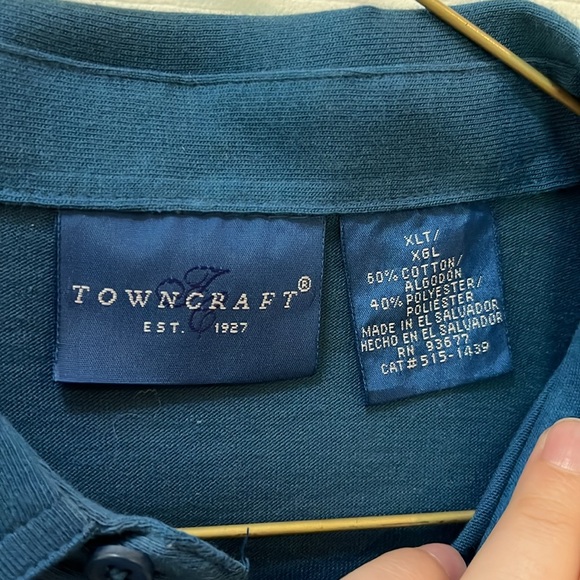 TOWNCRAFT®
EST. 1927
XLT/
XGL
60% COTTON/
ALGODON
40% POLYESTER/
POLIESTER
MADE IN EL SALVADOR
HECHO EN EL SALVADOR
RN 93677
CAT# 515-1439